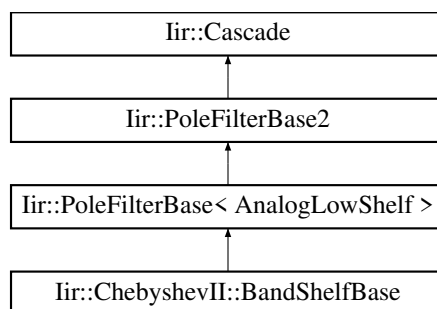 Iir::Cascade
Iir::PoleFilterBase2
Iir::PoleFilterBase< AnalogLowShelf >
Iir::ChebyshevII::BandShelfBase